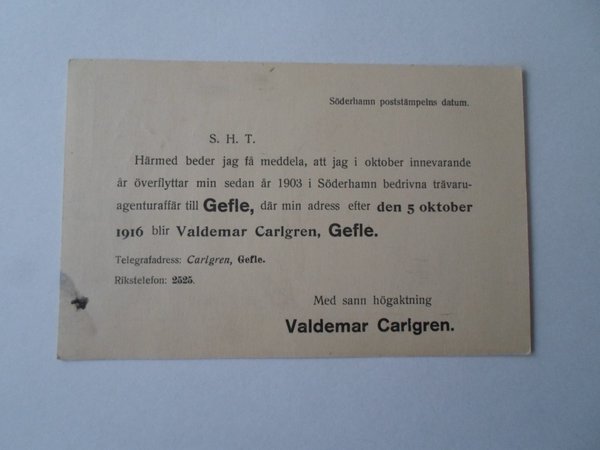 Söderhamn poststämpelns datum.
S. H. T.
Härmed beder jag få meddela, att jag i oktober innevarande
år överflyttar min sedan år 1903 i Söderhamn bedrivna trävaru-
agenturaffär till Gefle, där min adress efter den 5 oktober
1916 blir Valdemar Carlgren, Gefle.
Telegrafadress: Carlgren, Gefle.
Rikstelefon: 2525.
Med sann högaktning
Valdemar Carlgren.